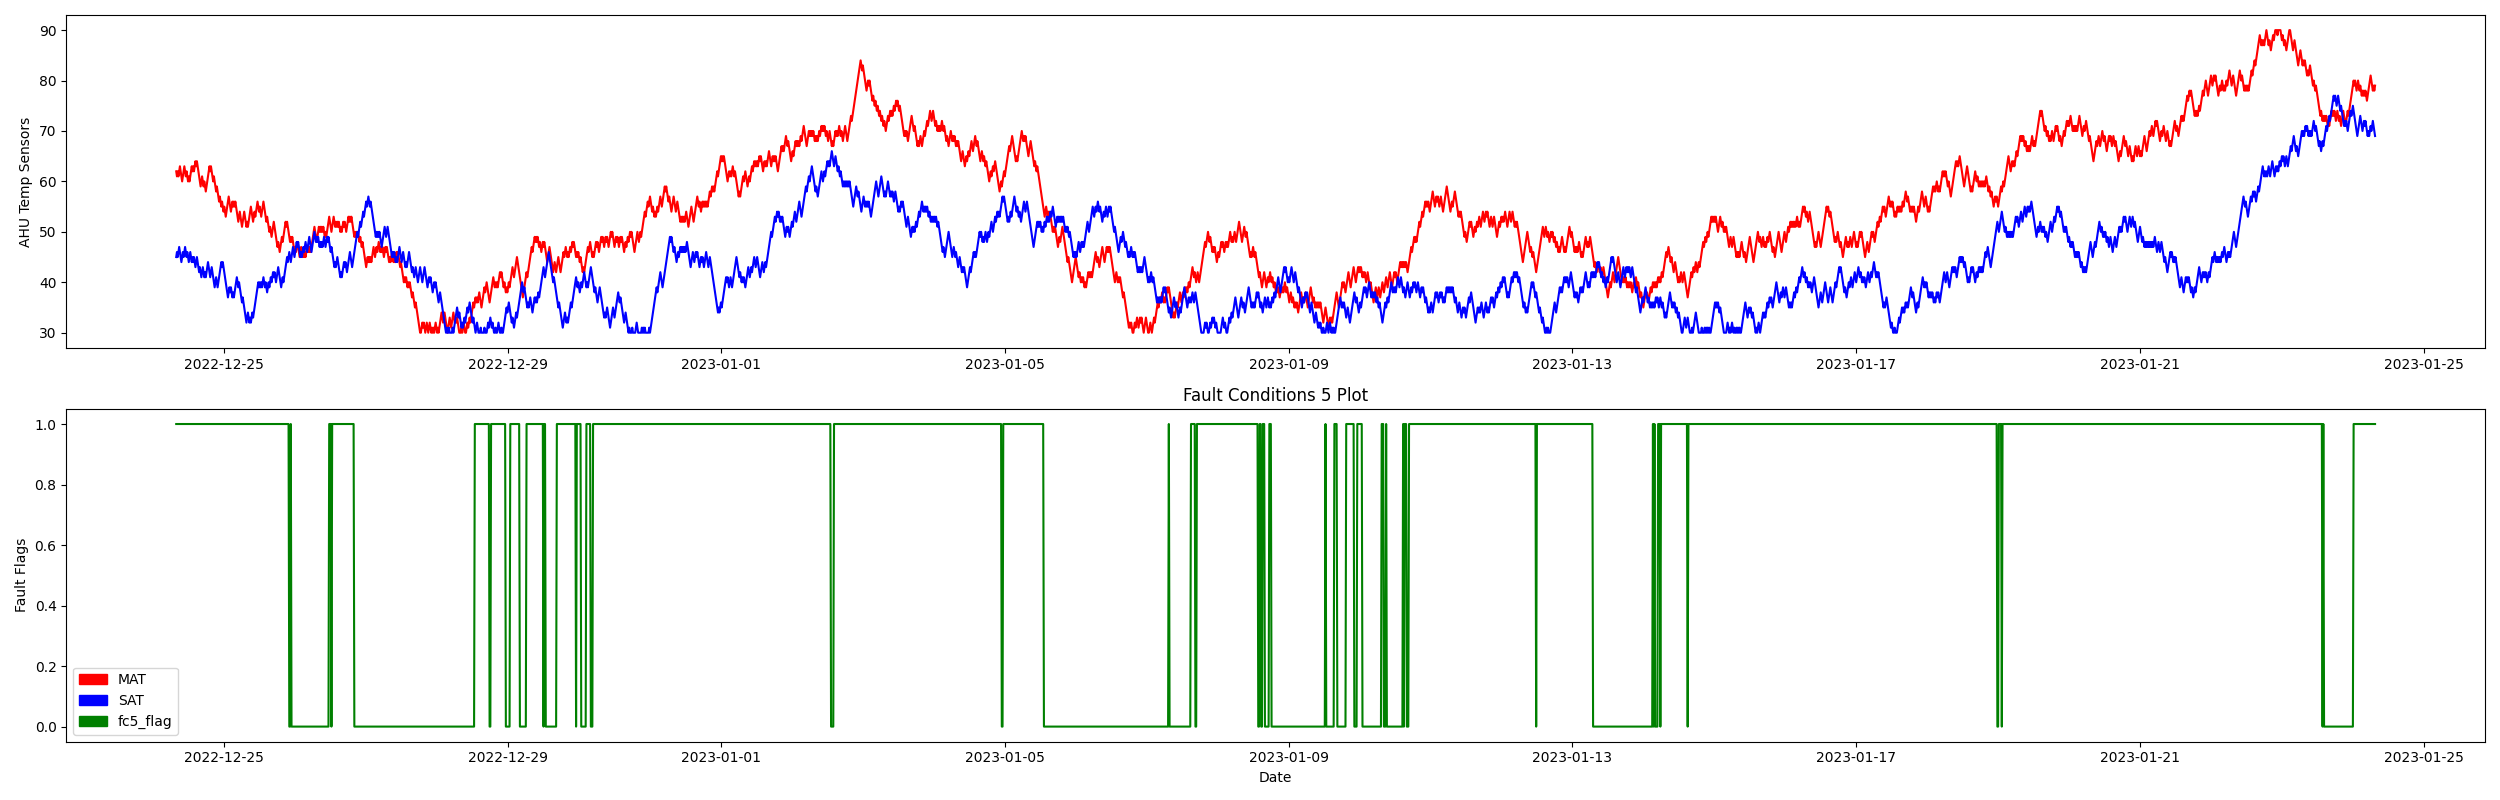 90
80
70
60
50
40
30
AHU Temp Sensors
2022-12-25 2022-12-29 2023-01-01 2023-01-05 2023-01-09 2023-01-13 2023-01-17 2023-01-21 2023-01-25
Fault Conditions 5 Plot
1.0
0.8
0.6
0.4
0.2
0.0
Fault Flags
MAT
SAT
fc5_flag
2022-12-25 2022-12-29 2023-01-01 2023-01-05 2023-01-09 2023-01-13 2023-01-17 2023-01-21 2023-01-25
Date